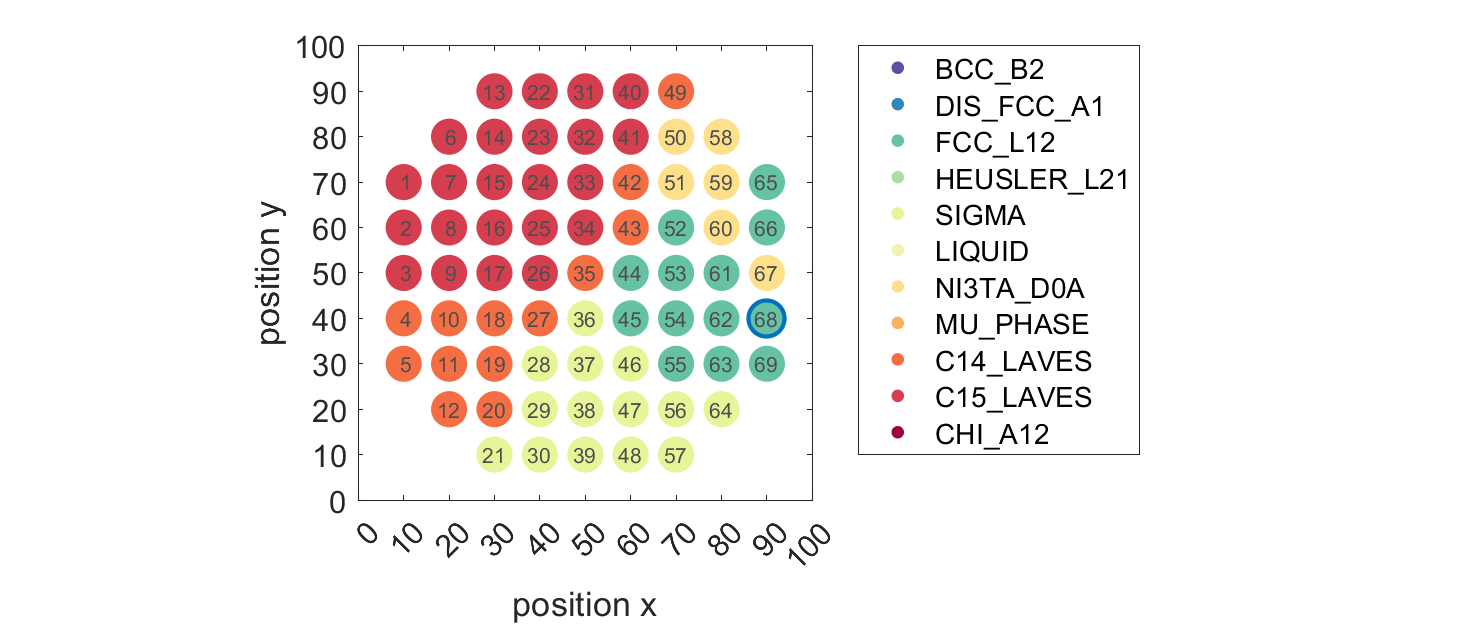 100
90
80
70
60
50
40
30
20
10
0
position y
13 22 31 40 49
6 14 23 32 41 50 58
1 7 15 24 33 42 51 59 65
2 8 16 25 34 43 52 60 66
3 9 17 26 35 44 53 61 67
4 10 18 27 36 45 54 62 68
5 11 19 28 37 46 55 63 69
12 20 29 38 47 56 64
21 30 39 48 57
0 10 20 30 40 50 60 70 80 90 100
position x
BCC_B2
DIS_FCC_A1
FCC_L12
HEUSLER_L21
SIGMA
LIQUID
NI3TA_D0A
MU_PHASE
C14_LAVES
C15_LAVES
CHI_A12